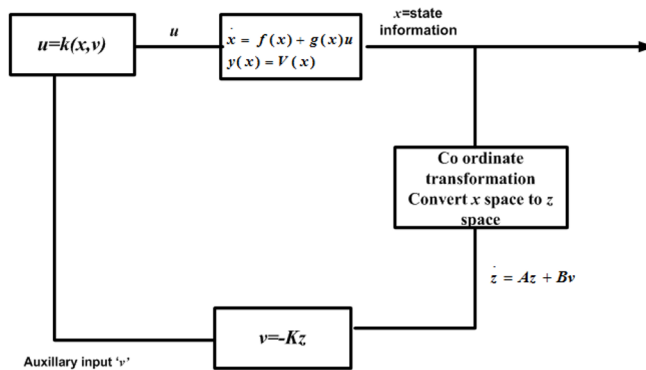 x=state
information
u=k(x,v)
u
ẋ = f(x) + g(x)u
y(x) = V(x)
Co ordinate
transformation
Convert x space to z
space
ż = Az + Bv
v=-Kz
Auxillary input 'v'